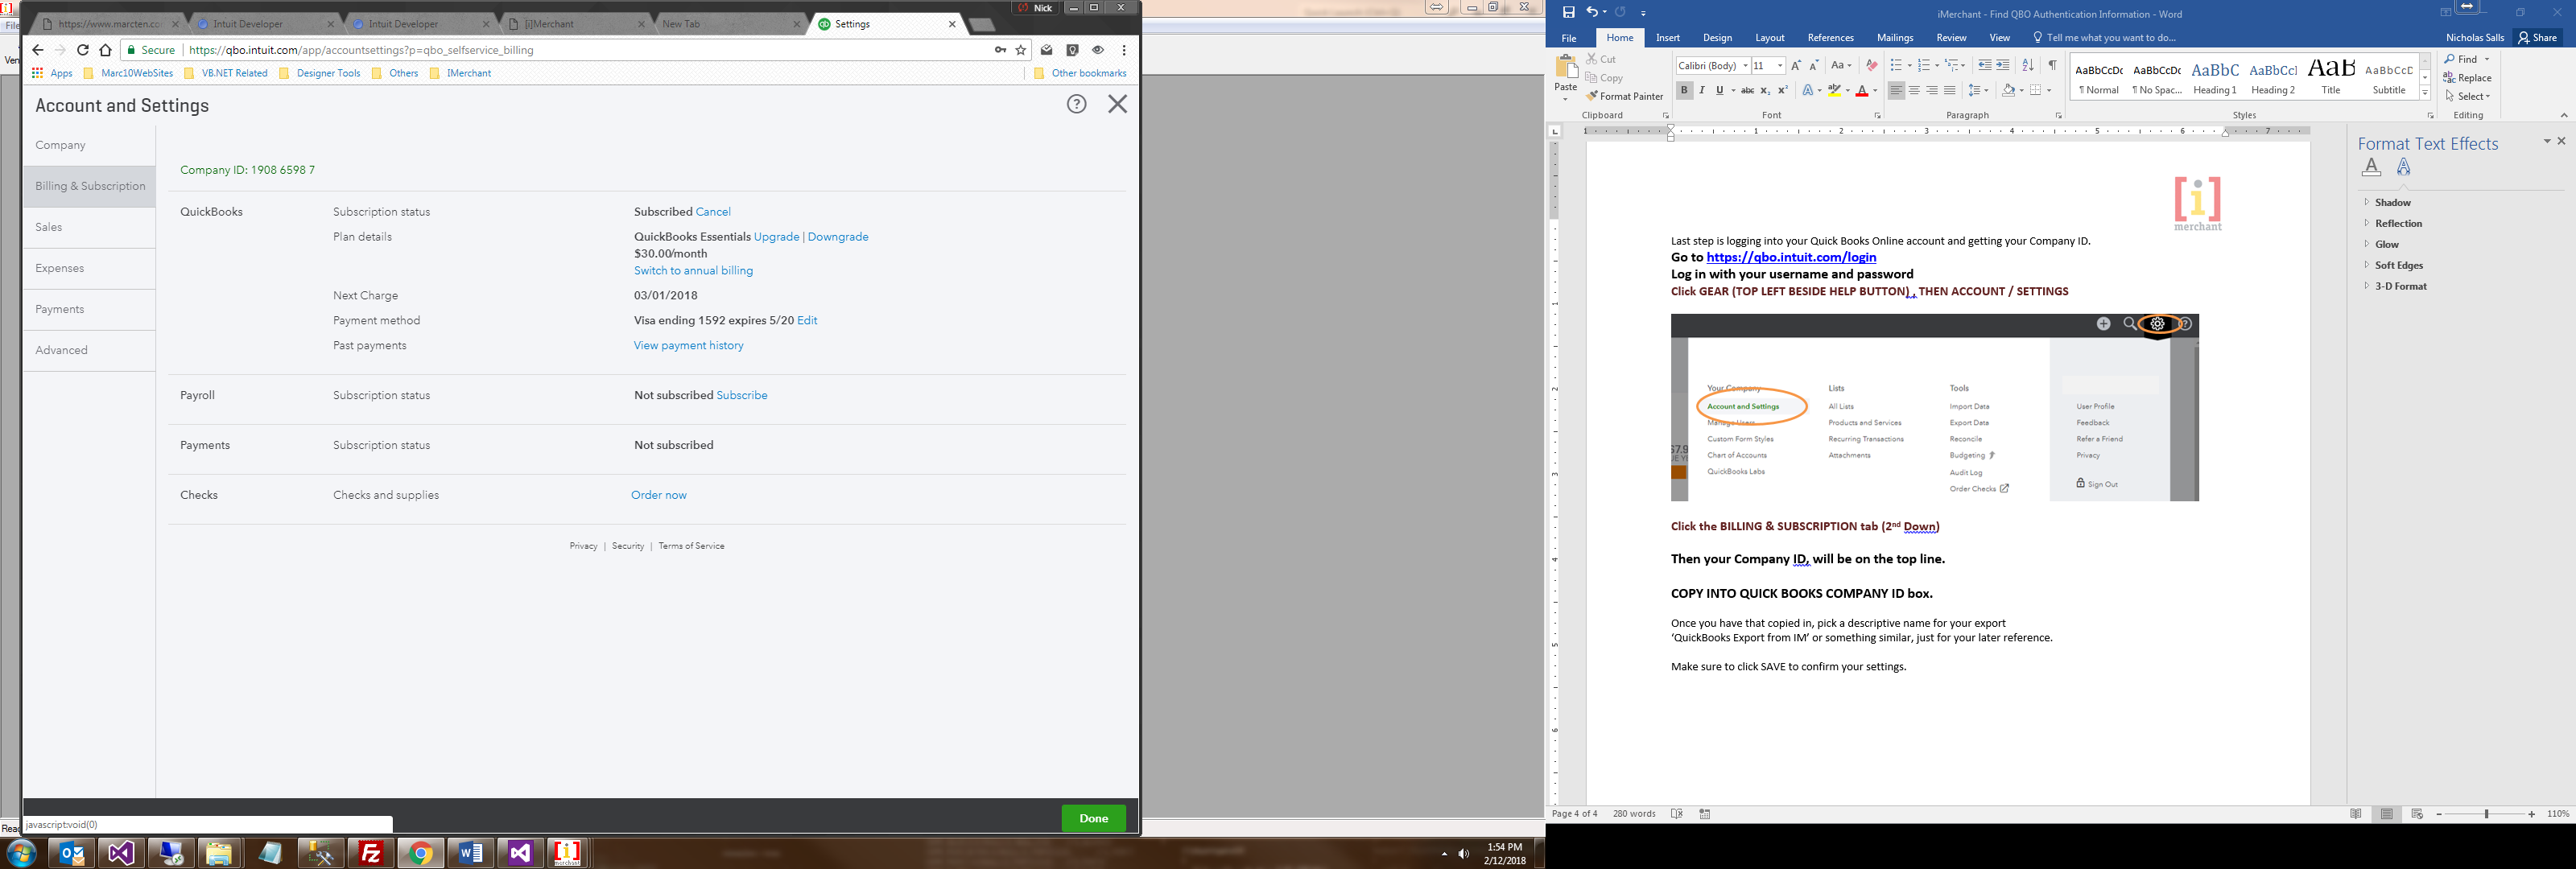 Nick
https://www.marcten.co
Intuit Developer
Intuit Developer
[i]Merchant
New Tab
Settings
Secure
https://qbo.intuit.com/app/accountsettings?p=qbo_selfservice_billing
Apps
Marc10WebSites
VB.NET Related
Designer Tools
Others
IMerchant
Other bookmarks
Account and Settings
Company
Billing & Subscription
Sales
Expenses
Payments
Advanced
Company ID: 1908 6598 7
QuickBooks
Subscription status
Subscribed Cancel
Plan details
QuickBooks Essentials Upgrade | Downgrade
$30.00/month
Switch to annual billing
Next Charge
03/01/2018
Payment method
Visa ending 1592 expires 5/20 Edit
Past payments
View payment history
Payroll
Subscription status
Not subscribed Subscribe
Payments
Subscription status
Not subscribed
Checks
Checks and supplies
Order now
Privacy | Security | Terms of Service
Done
javascript:void(0)
1:54 PM
2/12/2018
iMerchant - Find QBO Authentication Information - Word
File
Home
Insert
Design
Layout
References
Mailings
Review
View
Tell me what you want to do...
Nicholas Salls
Share
Paste
Cut
Copy
Format Painter
Clipboard
Calibri (Body)
11
Font
Paragraph
¶ Normal
¶ No Spac...
Heading 1
Heading 2
Title
Subtitle
Styles
Find
Replace
Select
Editing
[i]
merchant
Last step is logging into your Quick Books Online account and getting your Company ID.
Go to https://qbo.intuit.com/login
Log in with your username and password
Click GEAR (TOP LEFT BESIDE HELP BUTTON) , THEN ACCOUNT / SETTINGS
Your Company
Account and Settings
Manage Users
Custom Form Styles
Chart of Accounts
QuickBooks Labs
Lists
All Lists
Products and Services
Recurring Transactions
Attachments
Tools
Import Data
Export Data
Reconcile
Budgeting
Audit Log
Order Checks
User Profile
Feedback
Refer a Friend
Privacy
Sign Out
Click the BILLING & SUBSCRIPTION tab (2nd Down)
Then your Company ID, will be on the top line.
COPY INTO QUICK BOOKS COMPANY ID box.
Once you have that copied in, pick a descriptive name for your export
‘QuickBooks Export from IM’ or something similar, just for your later reference.
Make sure to click SAVE to confirm your settings.
Format Text Effects
Shadow
Reflection
Glow
Soft Edges
3-D Format
Page 4 of 4
280 words
110%